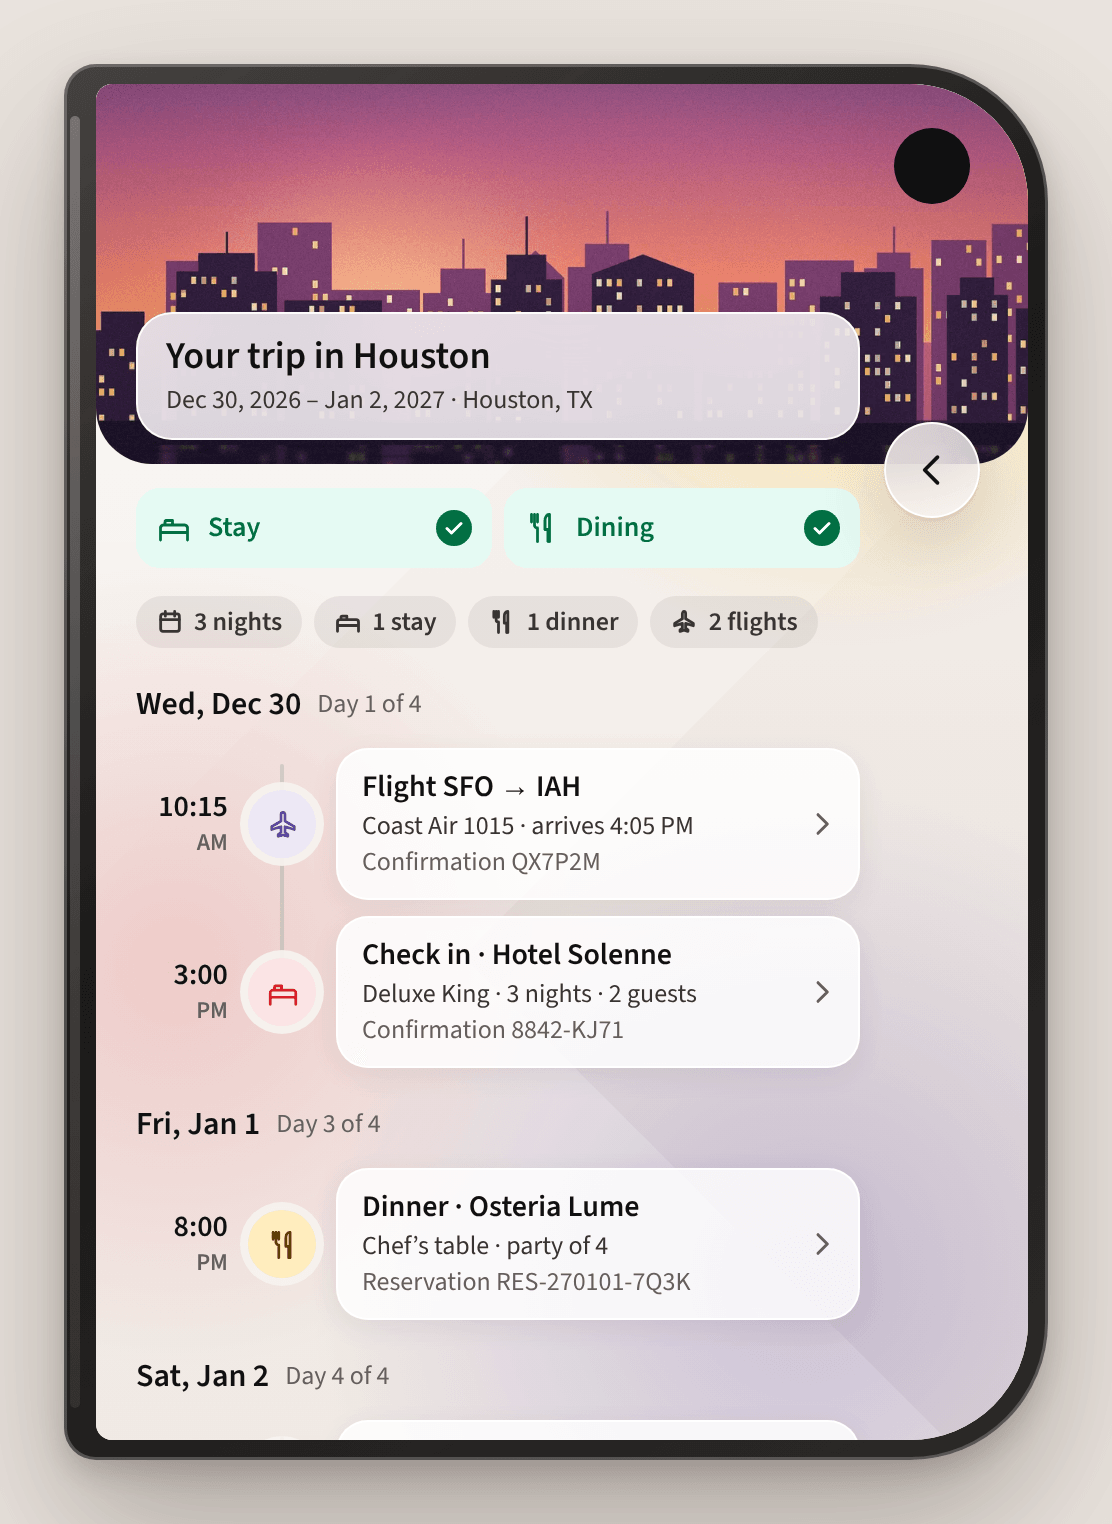 Your trip in Houston
Dec 30, 2026 – Jan 2, 2027 · Houston, TX
Stay
Dining
3 nights
1 stay
1 dinner
2 flights
Wed, Dec 30 Day 1 of 4
10:15
AM
Flight SFO → IAH
Coast Air 1015 · arrives 4:05 PM
Confirmation QX7P2M
3:00
PM
Check in · Hotel Solenne
Deluxe King · 3 nights · 2 guests
Confirmation 8842-KJ71
Fri, Jan 1 Day 3 of 4
8:00
PM
Dinner · Osteria Lume
Chef’s table · party of 4
Reservation RES-270101-7Q3K
Sat, Jan 2 Day 4 of 4